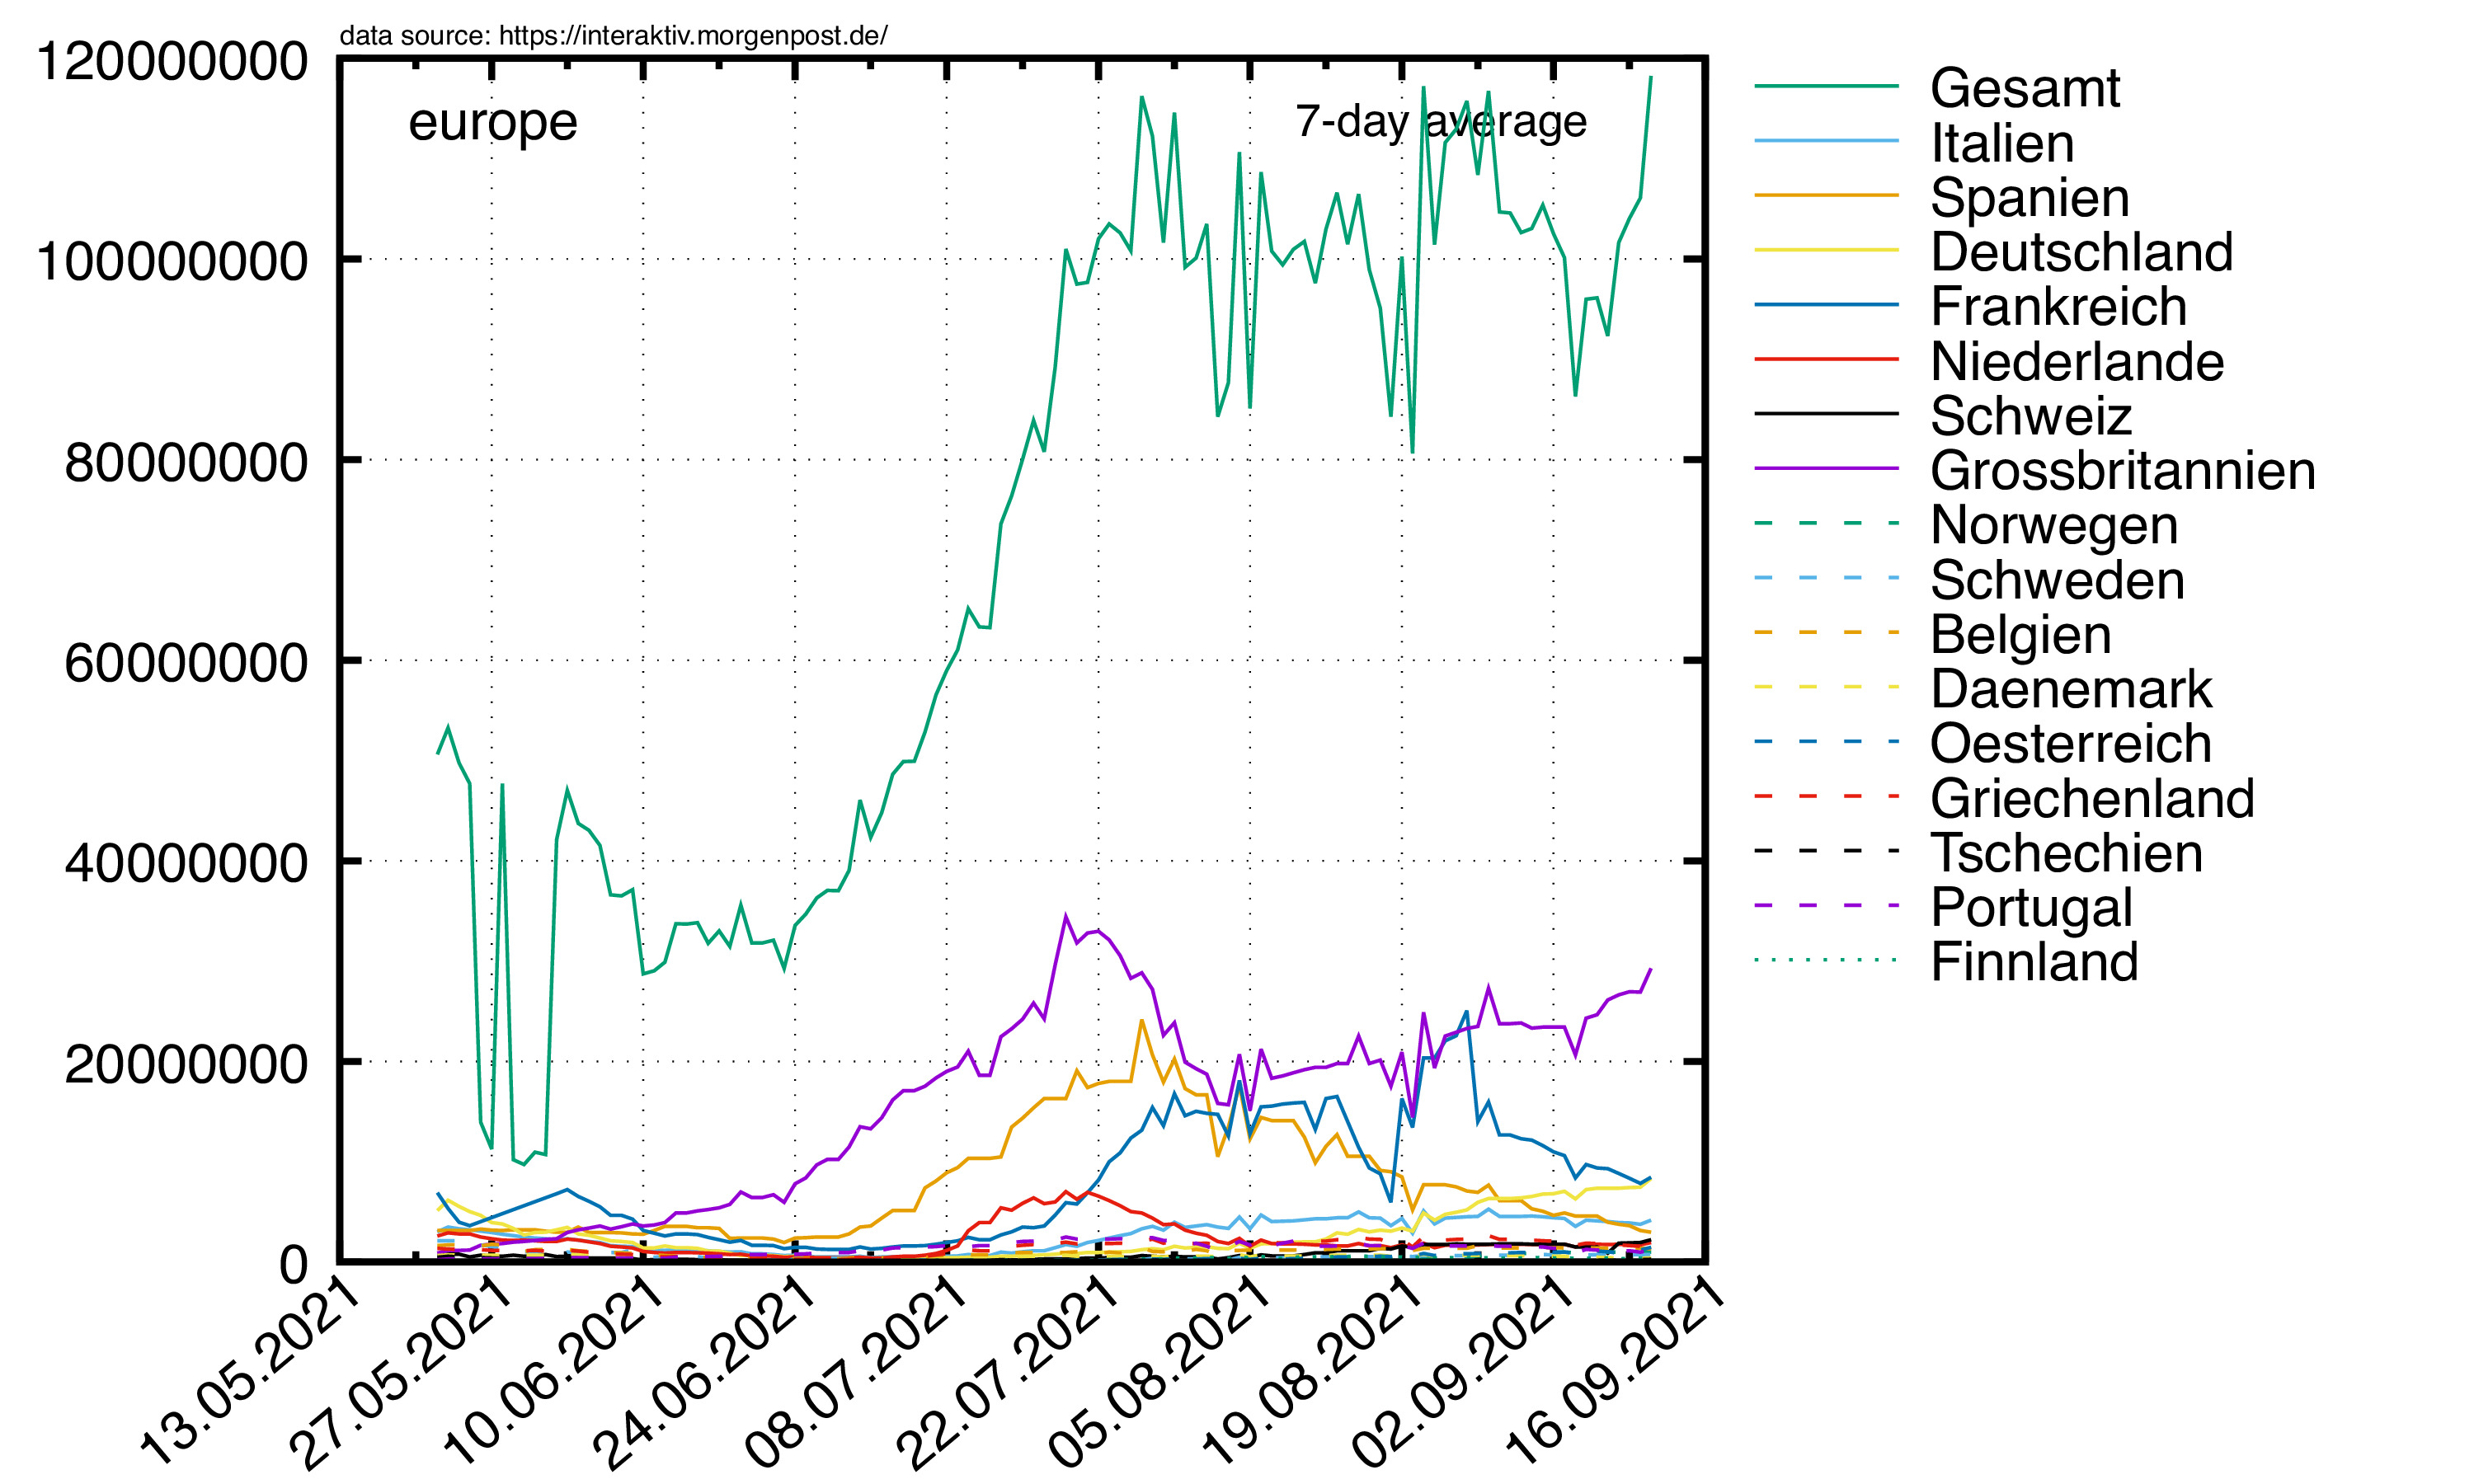 data source: https://interaktiv.morgenpost.de/
europe
7-day average
120000000
100000000
80000000
60000000
40000000
20000000
0
13.05.2021
27.05.2021
10.06.2021
24.06.2021
08.07.2021
22.07.2021
05.08.2021
19.08.2021
02.09.2021
16.09.2021
Gesamt
Italien
Spanien
Deutschland
Frankreich
Niederlande
Schweiz
Grossbritannien
Norwegen
Schweden
Belgien
Daenemark
Oesterreich
Griechenland
Tschechien
Portugal
Finnland